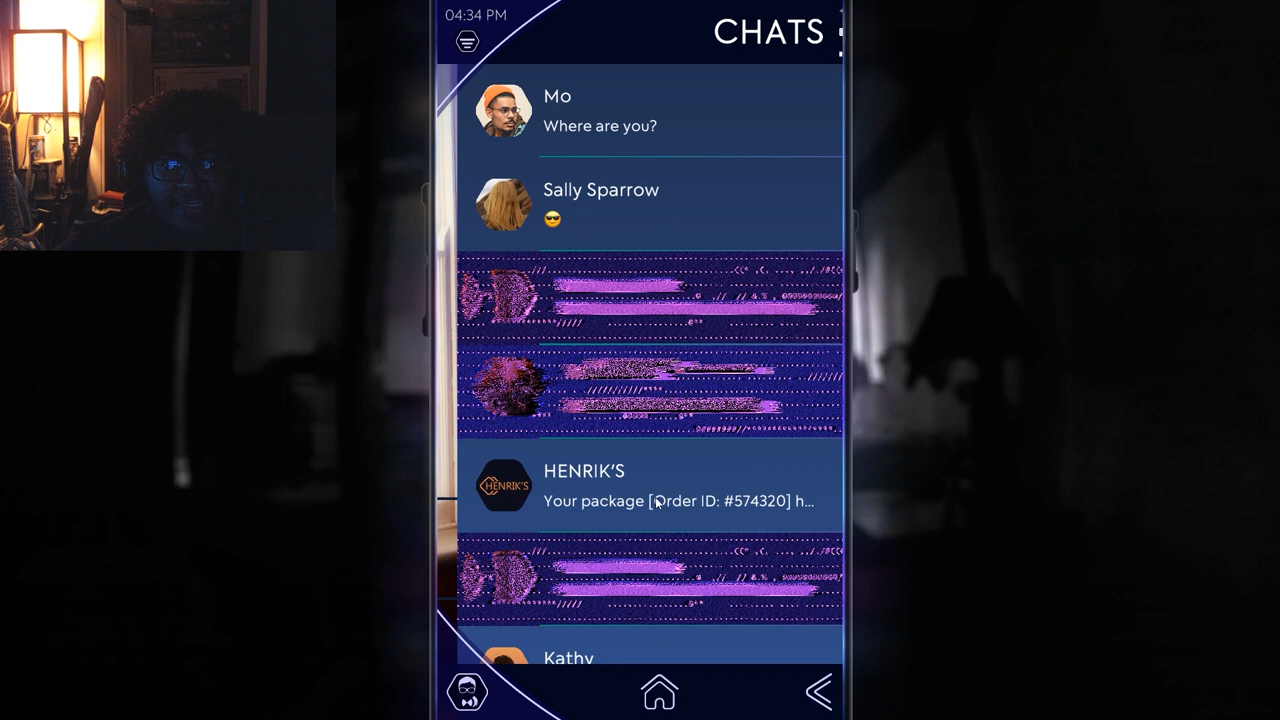 04:34 PM
CHATS
Mo
Where are you?
Sally Sparrow
😎
HENRIK'S
HENRIK'S
Your package [Order ID: #574320] h...
Kathy